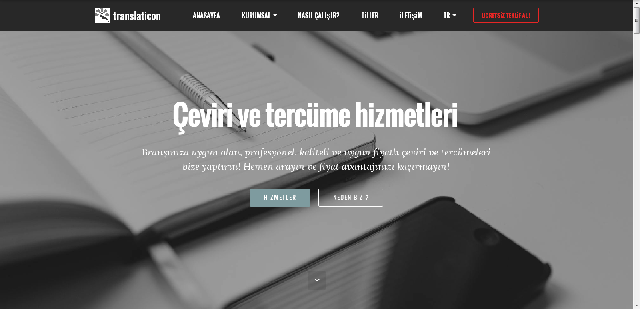 translaticon
ANASAYFA
KURUMSAL
NASIL ÇALIŞIR?
DİLLER
İLETİŞİM
TR
ÜCRETSİZ TEKLİF AL!
Çeviri ve tercüme hizmetleri
Branşınıza uygun olan, profesyonel, kaliteli ve uygun fiyatlı çeviri ve tercümeleri
bize yaptırın! Hemen arayın ve fiyat avantajımızı kaçırmayın!
HİZMETLER
NEDEN BİZ?